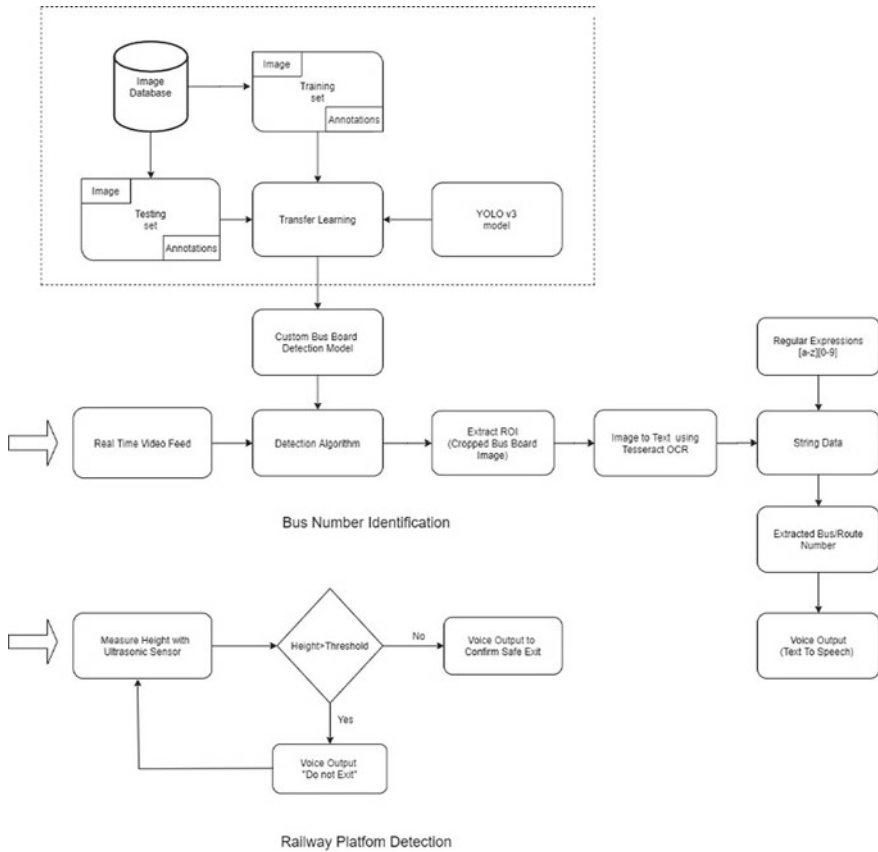 Image
Database
Image
Training
set
Annotations
Image
Testing
set
Annotations
Transfer Learning
YOLO v3
model
Custom Bus Board
Detection Model
Regular Expressions
[a-z][0-9]
Real Time Video Feed
Detection Algorithm
Extract ROI
(Cropped Bus Board
Image)
Image to Text using
Tesseract OCR
String Data
Bus Number Identification
Extracted Bus/Route
Number
Measure Height with
Ultrasonic Sensor
Height>Threshold
No
Voice Output to
Confirm Safe Exit
Voice Output
(Text To Speech)
Yes
Voice Output
"Do not Exit"
Railway Platfom Detection